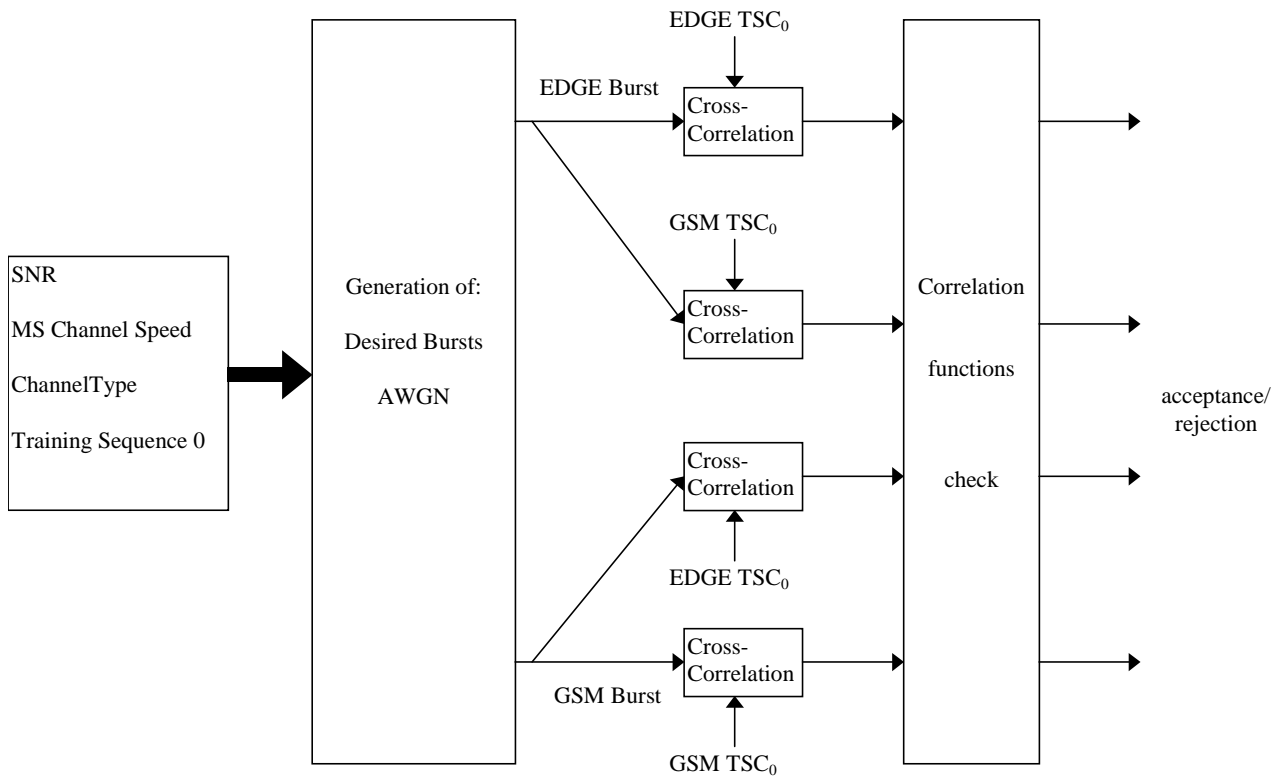 SNR
MS Channel Speed
ChannelType
Training Sequence 0
Generation of:
Desired Bursts
AWGN
EDGE Burst
EDGE TSC₀
Cross-
Correlation
GSM TSC₀
Cross-
Correlation
Cross-
Correlation
EDGE TSC₀
GSM Burst
Cross-
Correlation
GSM TSC₀
Correlation
functions
check
acceptance/
rejection